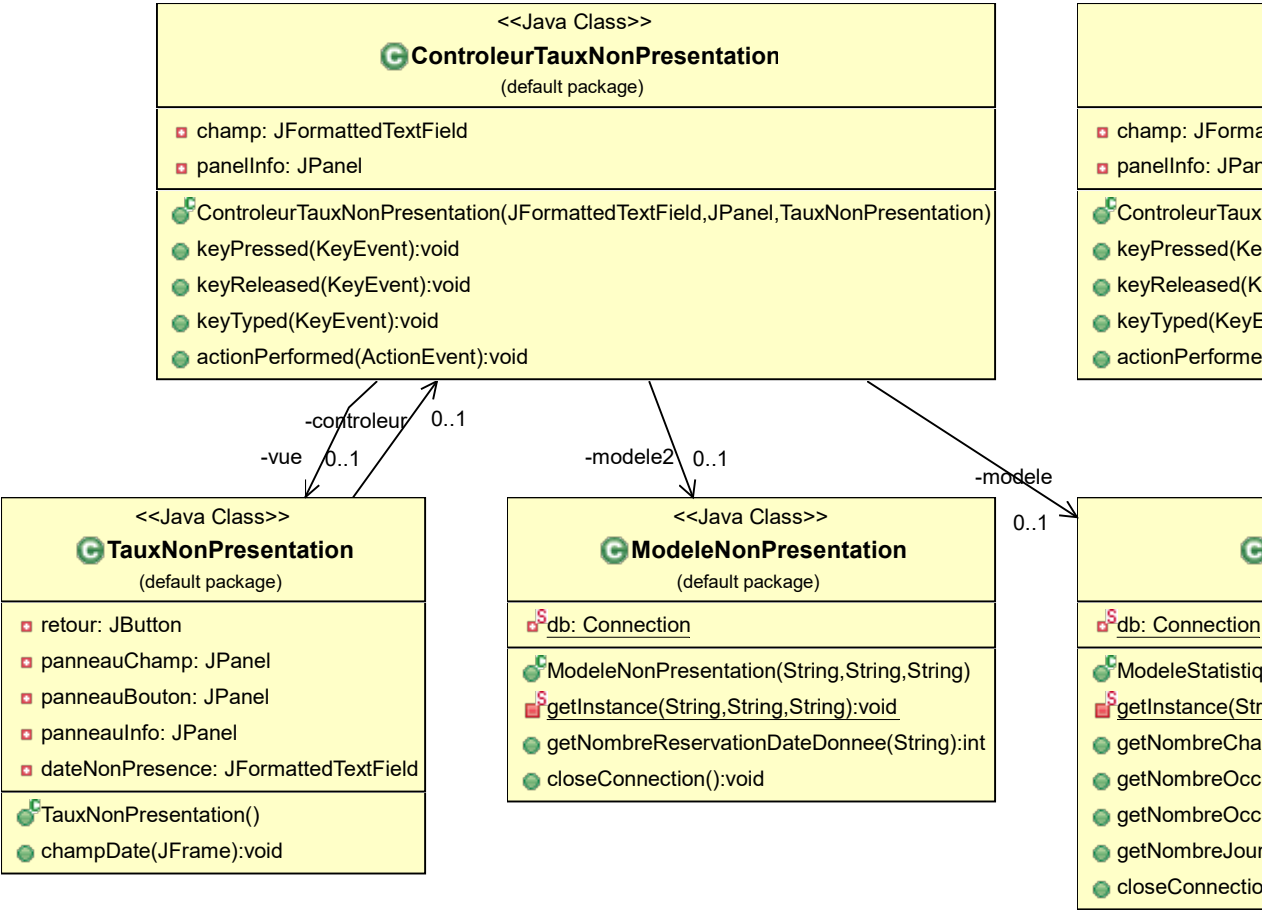 <<Java Class>>
ControleurTauxNonPresentation
(default package)
champ: JFormattedTextField
panelInfo: JPanel
ControleurTauxNonPresentation(JFormattedTextField,JPanel,TauxNonPresentation)
keyPressed(KeyEvent):void
keyReleased(KeyEvent):void
keyTyped(KeyEvent):void
actionPerformed(ActionEvent):void
champ: JForma
panelInfo: JPan
ControleurTaux
keyPressed(Ke
keyReleased(K
keyTyped(KeyE
actionPerforme
-controleur
0..1
-vue
0..1
-modele2
0..1
-modele
0..1
<<Java Class>>
TauxNonPresentation
(default package)
retour: JButton
panneauChamp: JPanel
panneauBouton: JPanel
panneauInfo: JPanel
dateNonPresence: JFormattedTextField
TauxNonPresentation()
champDate(JFrame):void
<<Java Class>>
ModeleNonPresentation
(default package)
db: Connection
ModeleNonPresentation(String,String,String)
getInstance(String,String,String):void
getNombreReservationDateDonnee(String):int
closeConnection():void
db: Connection
ModeleStatistiq
getInstance(Str
getNombreCha
getNombreOcc
getNombreOcc
getNombreJour
closeConnectio